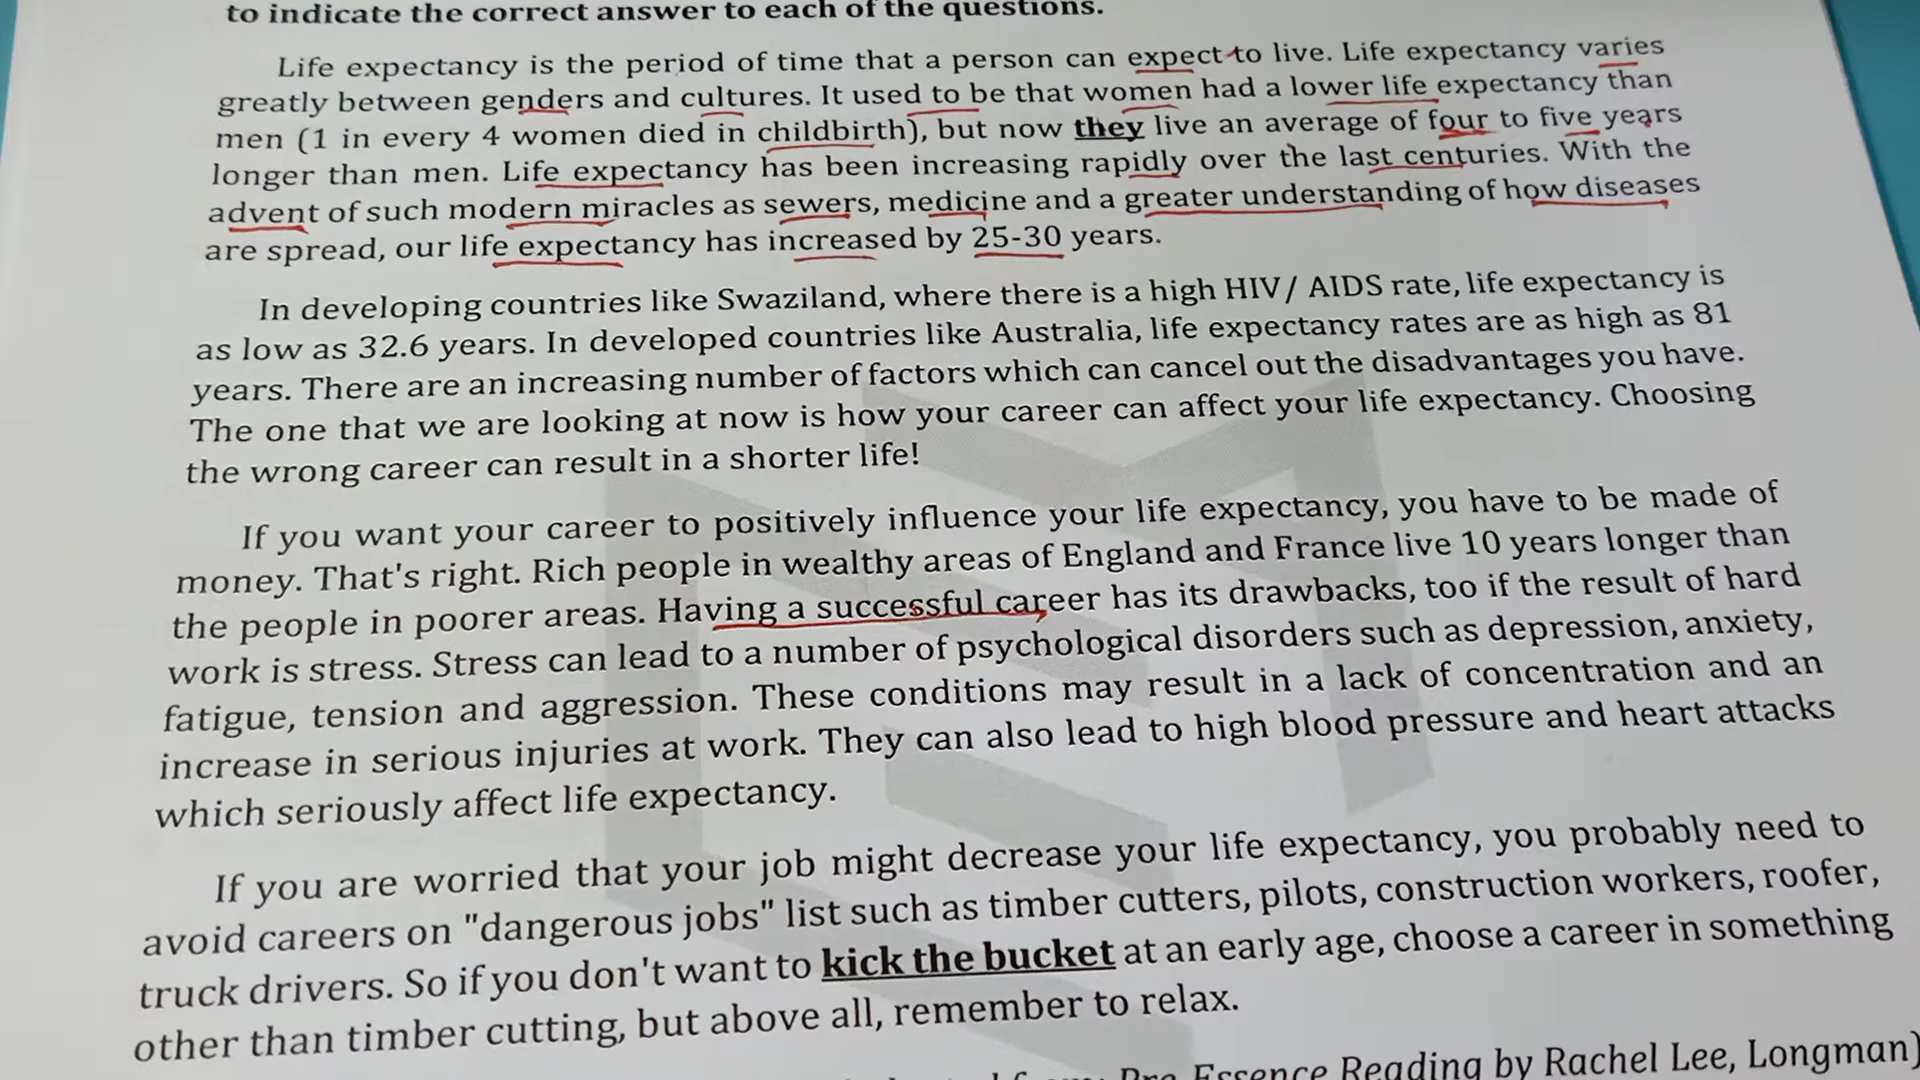 to indicate the correct answer to each of the questions.
Life expectancy is the period of time that a person can expect to live. Life expectancy varies
greatly between genders and cultures. It used to be that women had a lower life expectancy than
men (1 in every 4 women died in childbirth), but now they live an average of four to five years
longer than men. Life expectancy has been increasing rapidly over the last centuries. With the
advent of such modern miracles as sewers, medicine and a greater understanding of how diseases
are spread, our life expectancy has increased by 25-30 years.
In developing countries like Swaziland, where there is a high HIV/ AIDS rate, life expectancy is
as low as 32.6 years. In developed countries like Australia, life expectancy rates are as high as 81
years. There are an increasing number of factors which can cancel out the disadvantages you have.
The one that we are looking at now is how your career can affect your life expectancy. Choosing
the wrong career can result in a shorter life!
If you want your career to positively influence your life expectancy, you have to be made of
money. That's right. Rich people in wealthy areas of England and France live 10 years longer than
the people in poorer areas. Having a successful career has its drawbacks, too if the result of hard
work is stress. Stress can lead to a number of psychological disorders such as depression, anxiety,
fatigue, tension and aggression. These conditions may result in a lack of concentration and an
increase in serious injuries at work. They can also lead to high blood pressure and heart attacks
which seriously affect life expectancy.
If you are worried that your job might decrease your life expectancy, you probably need to
avoid careers on "dangerous jobs" list such as timber cutters, pilots, construction workers, roofer,
truck drivers. So if you don't want to kick the bucket at an early age, choose a career in something
other than timber cutting, but above all, remember to relax.
Essence Reading by Rachel Lee, Longman)